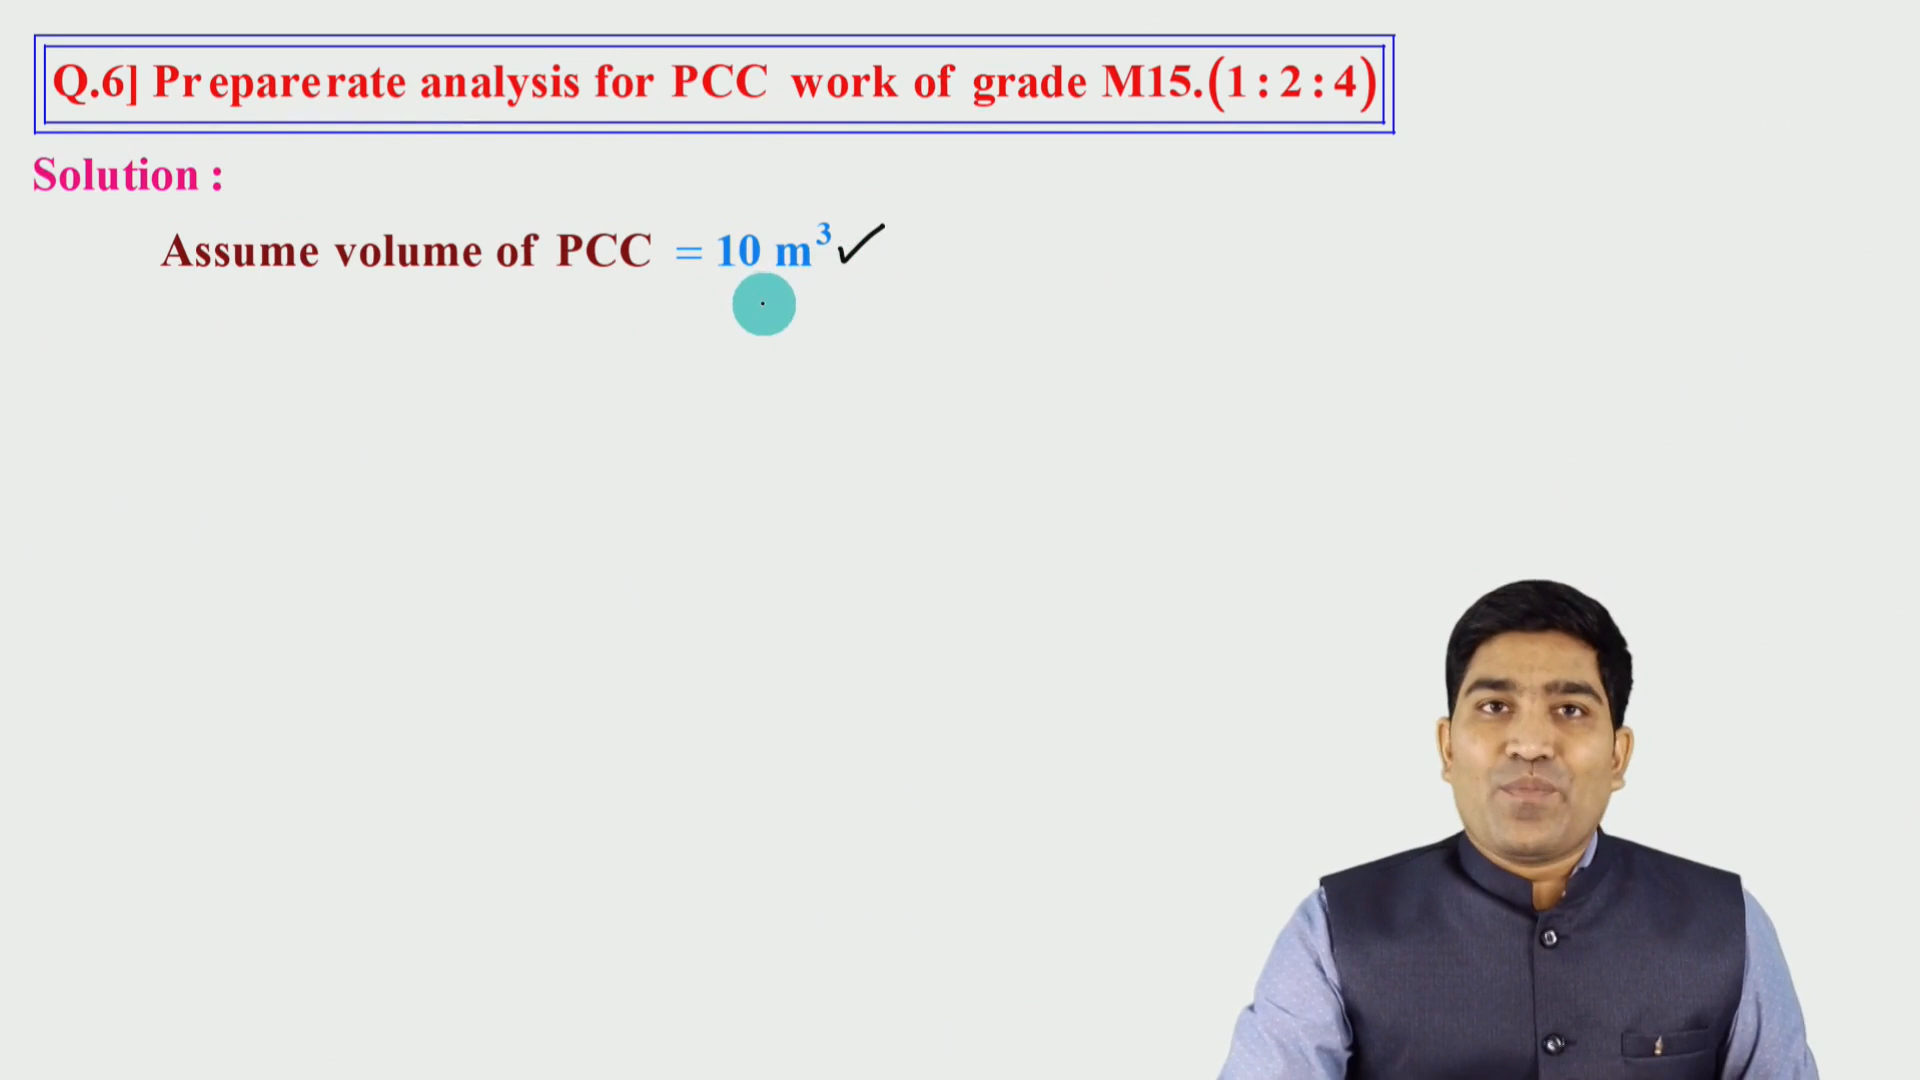 Q.6] Preparerate analysis for PCC work of grade M15.(1 : 2 : 4)
Solution :
Assume volume of PCC = 10 m³ ✓